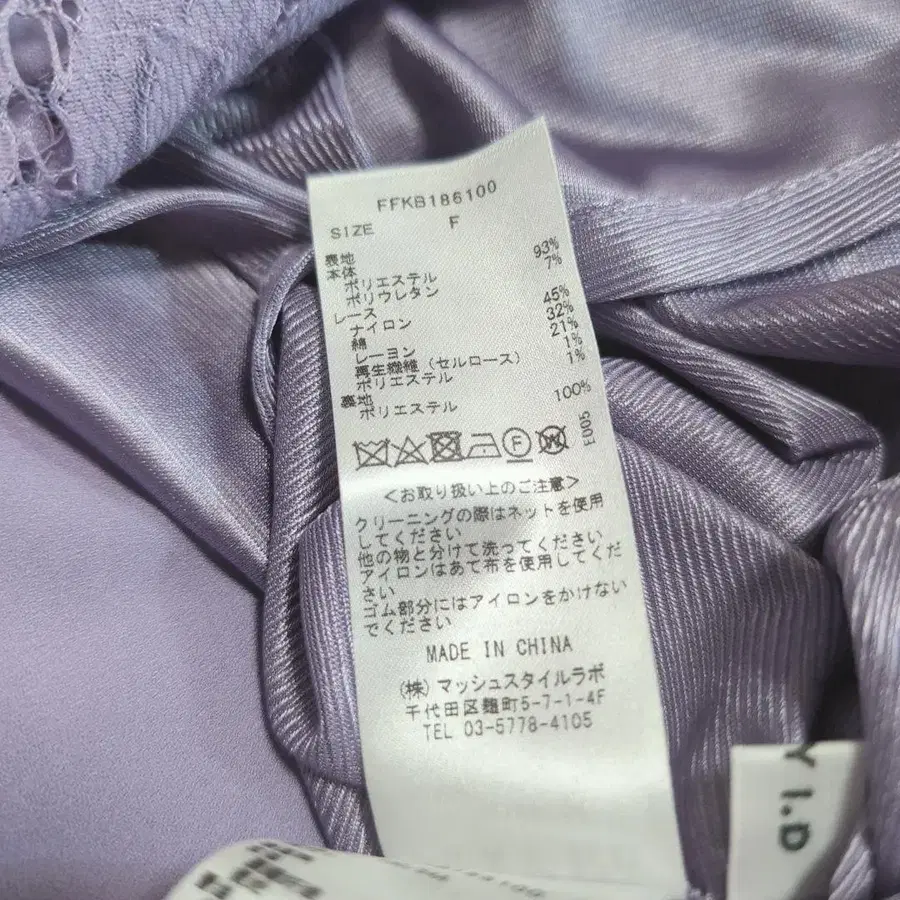 FFKB186100
SIZE F
表地
本体
ポリエステル 93%
ポリウレタン 7%
レース
ナイロン 45%
綿 32%
レーヨン 21%
再生繊維（セルロース） 1%
ポリエステル 1%
裏地
ポリエステル 100%
F W
E005
＜お取り扱い上のご注意＞
クリーニングの際はネットを使用
してください
他の物と分けて洗ってください
アイロンはあて布を使用してくだ
さい
ゴム部分にはアイロンをかけない
でください
MADE IN CHINA
(株) マッシュスタイルラボ
千代田区麹町5-7-1-4F
TEL 03-5778-4105
Y I.D